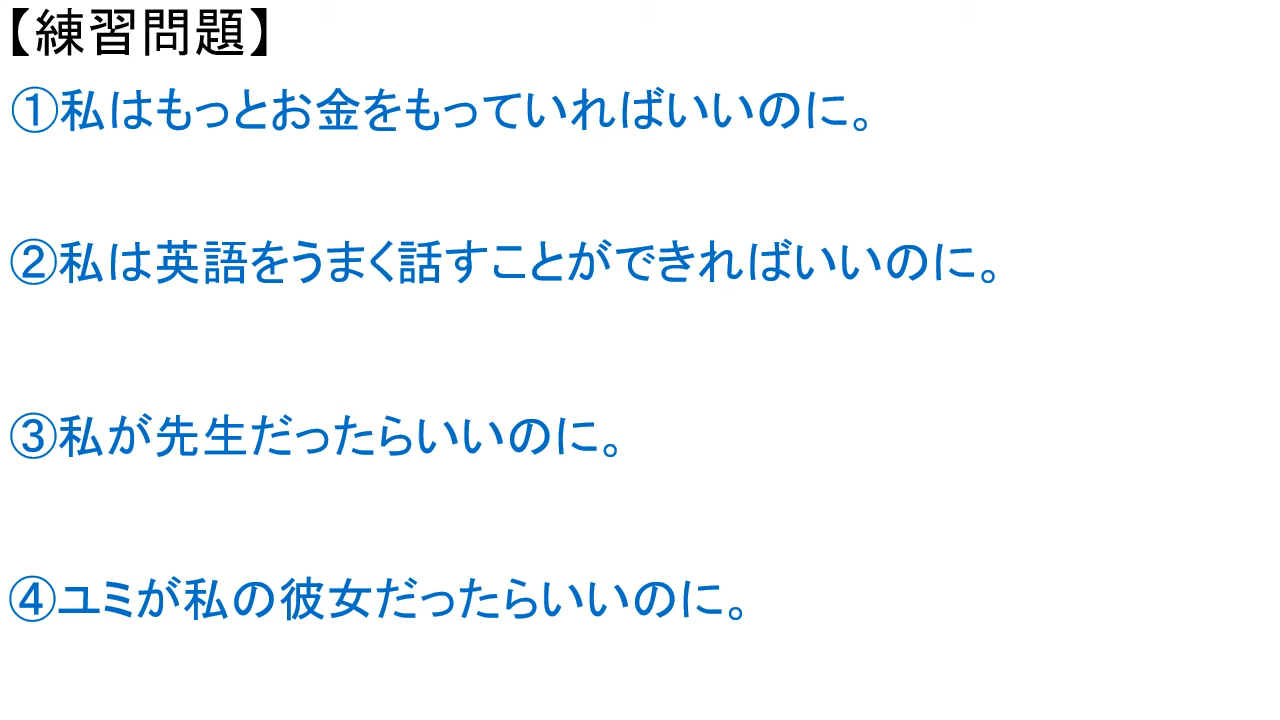 【練習問題】
①私はもっとお金をもっていればいいのに。
②私は英語をうまく話すことができればいいのに。
③私が先生だったらいいのに。
④ユミが私の彼女だったらいいのに。